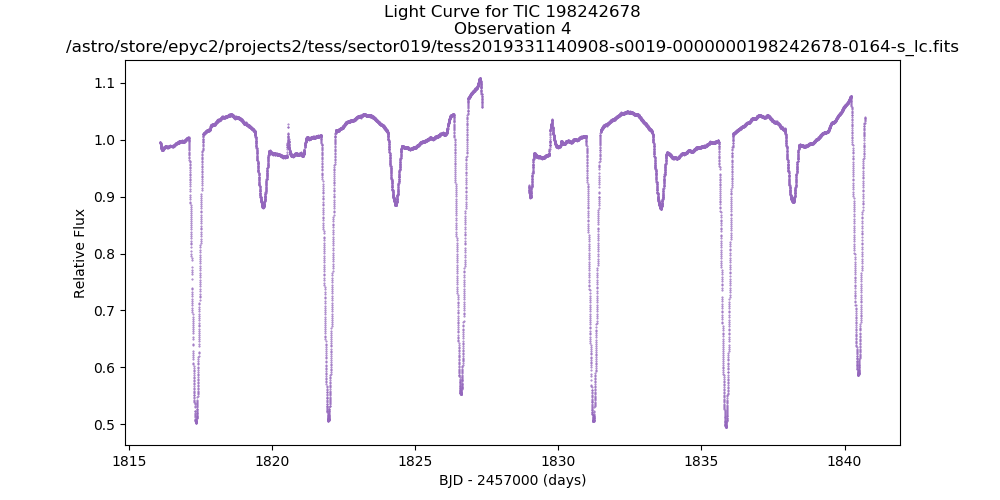 Light Curve for TIC 198242678
Observation 4
/astro/store/epyc2/projects2/tess/sector019/tess2019331140908-s0019-0000000198242678-0164-s_lc.fits
1.1
1.0
0.9
0.8
0.7
0.6
0.5
Relative Flux
1815
1820
1825
1830
1835
1840
BJD - 2457000 (days)